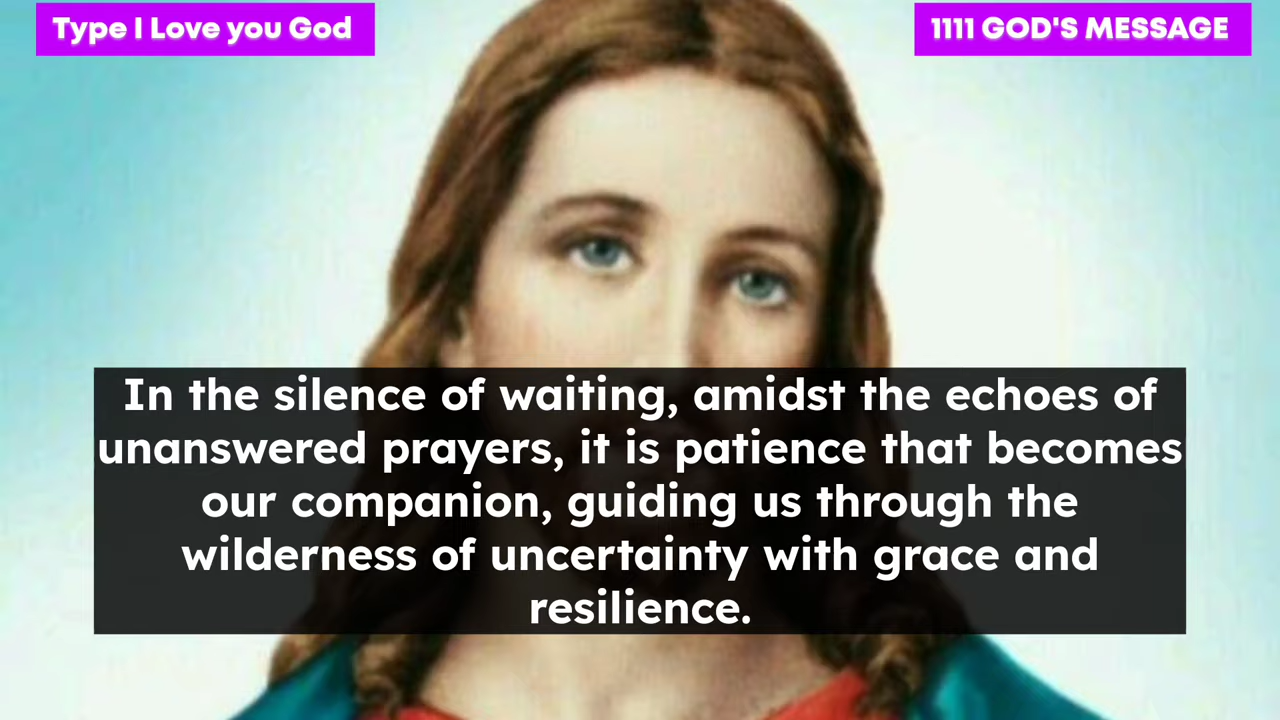 Type I Love you God
1111 GOD'S MESSAGE
In the silence of waiting, amidst the echoes of
unanswered prayers, it is patience that becomes
our companion, guiding us through the
wilderness of uncertainty with grace and
resilience.